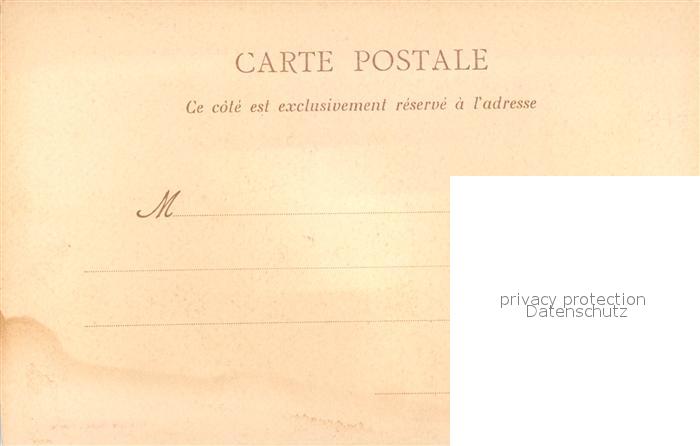 CARTE POSTALE
Ce côté est exclusivement réservé à l'adresse
M
privacy protection
Datenschutz